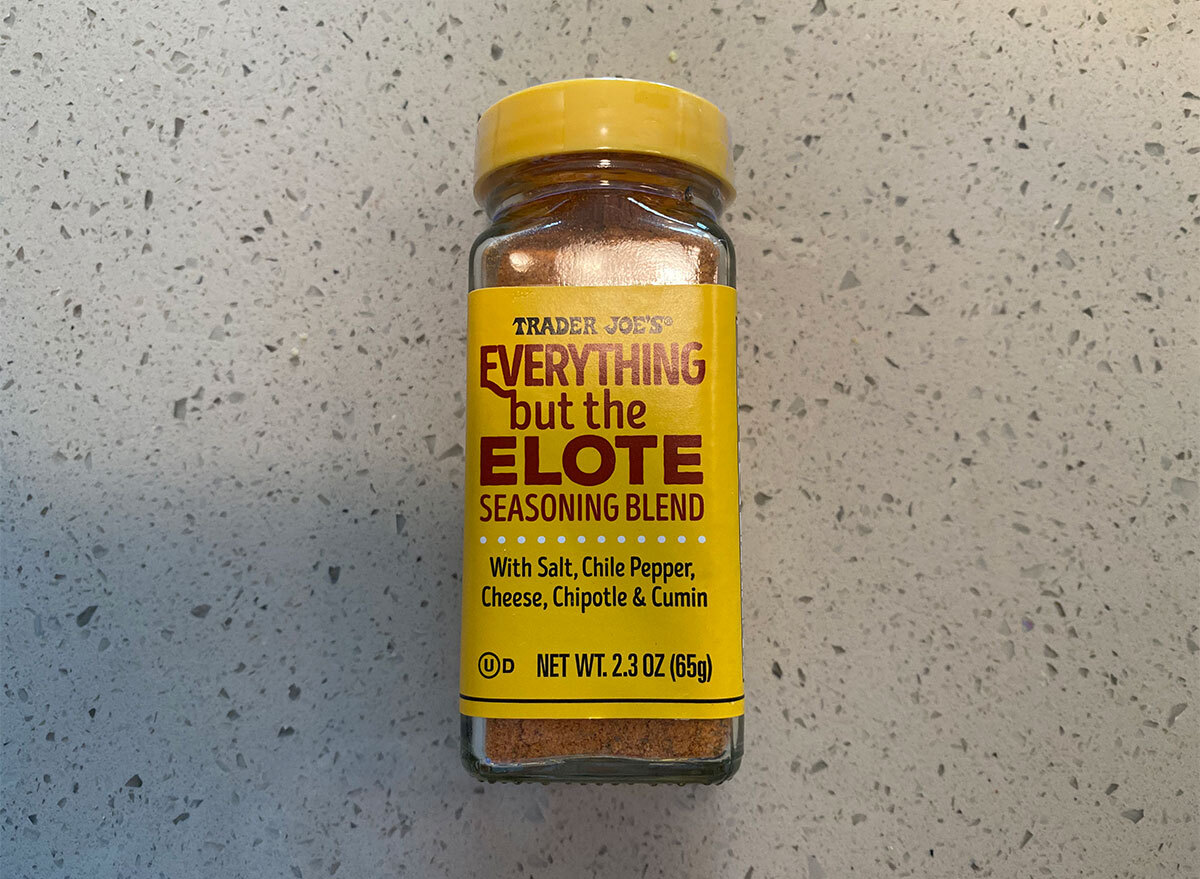 TRADER JOE'S®
EVERYTHING
but the
ELOTE
SEASONING BLEND
With Salt, Chile Pepper,
Cheese, Chipotle & Cumin
Ⓤ D NET WT. 2.3 OZ (65g)